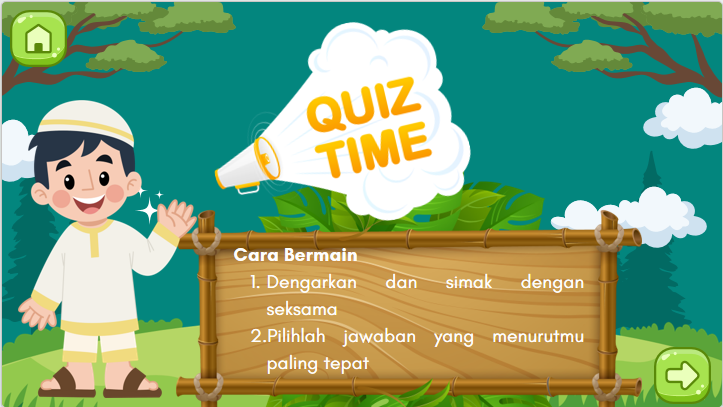 QUIZ
TIME
Cara Bermain
1. Dengarkan dan simak dengan
seksama
2.Pilihlah jawaban yang menurutmu
paling tepat